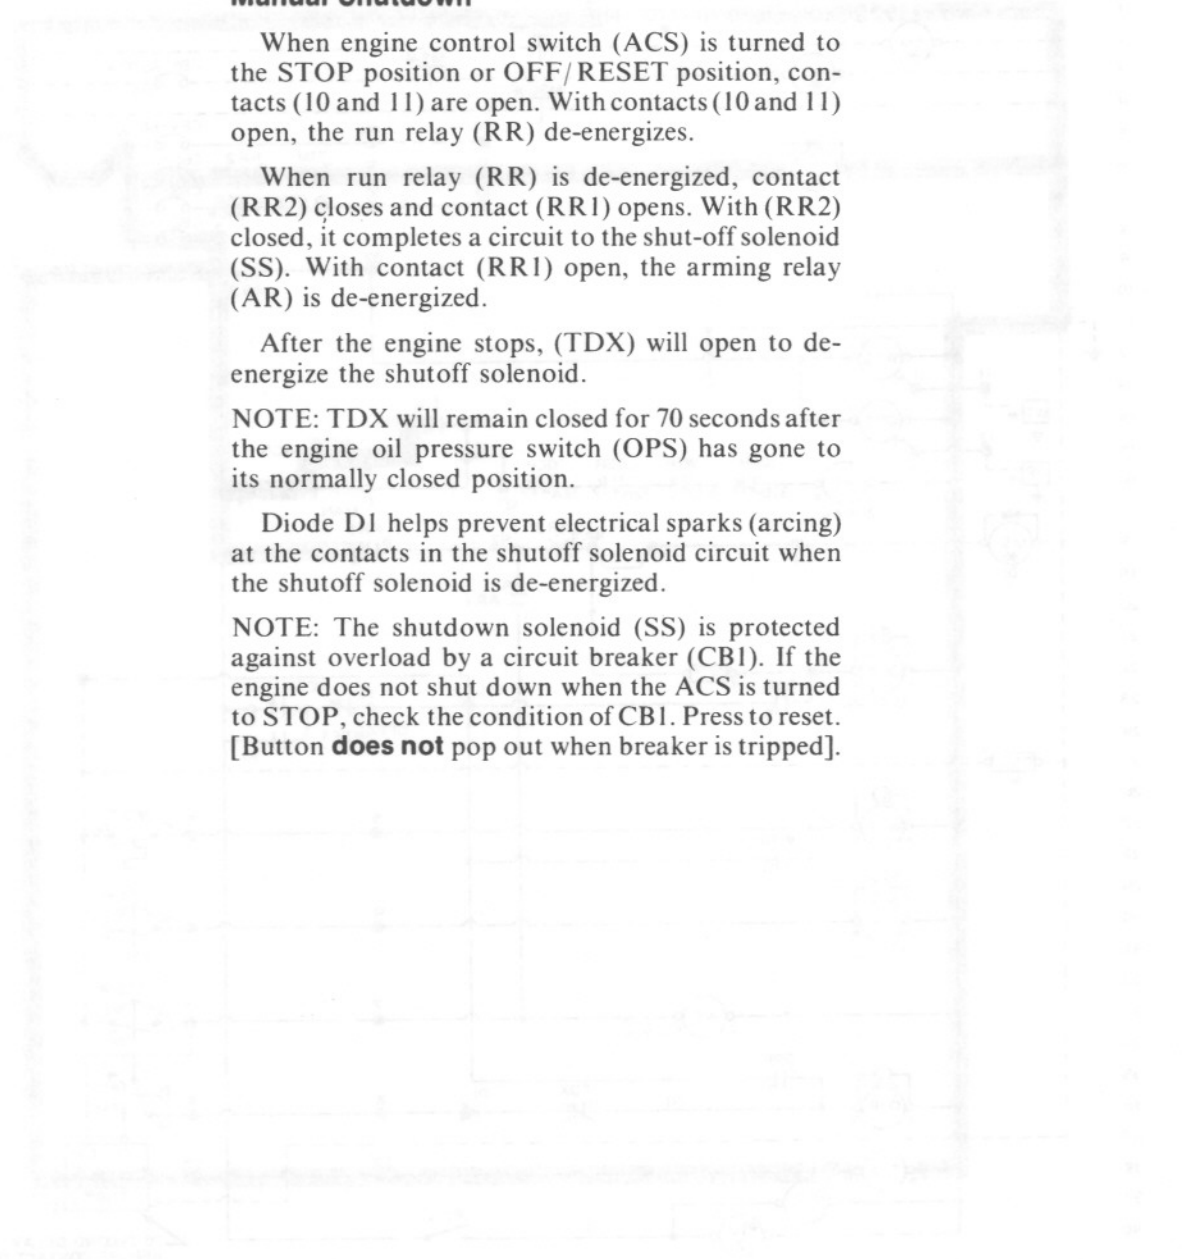 Manual Shutdown
When engine control switch (ACS) is turned to
the STOP position or OFF/RESET position, con-
tacts (10 and 11) are open. With contacts (10 and 11)
open, the run relay (RR) de-energizes.
When run relay (RR) is de-energized, contact
(RR2) closes and contact (RR1) opens. With (RR2)
closed, it completes a circuit to the shut-off solenoid
(SS). With contact (RR1) open, the arming relay
(AR) is de-energized.
After the engine stops, (TDX) will open to de-
energize the shutoff solenoid.
NOTE: TDX will remain closed for 70 seconds after
the engine oil pressure switch (OPS) has gone to
its normally closed position.
Diode D1 helps prevent electrical sparks (arcing)
at the contacts in the shutoff solenoid circuit when
the shutoff solenoid is de-energized.
NOTE: The shutdown solenoid (SS) is protected
against overload by a circuit breaker (CB1). If the
engine does not shut down when the ACS is turned
to STOP, check the condition of CB1. Press to reset.
[Button does not pop out when breaker is tripped].